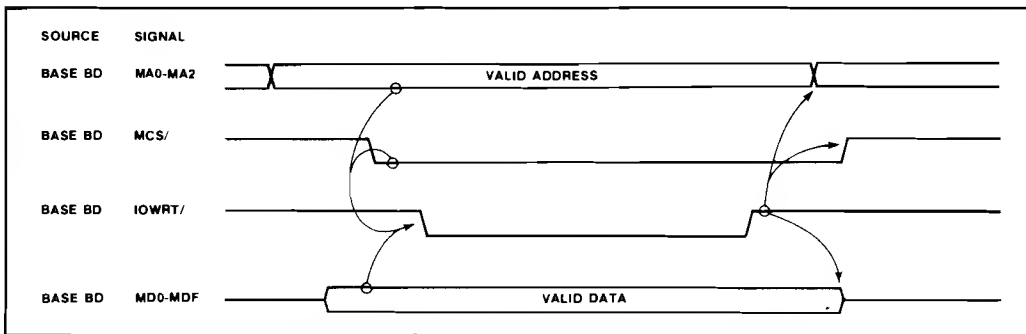 SOURCE SIGNAL
BASE BD MA0-MA2 VALID ADDRESS
BASE BD MCS/
BASE BD IOWRT/
BASE BD MD0-MDF VALID DATA